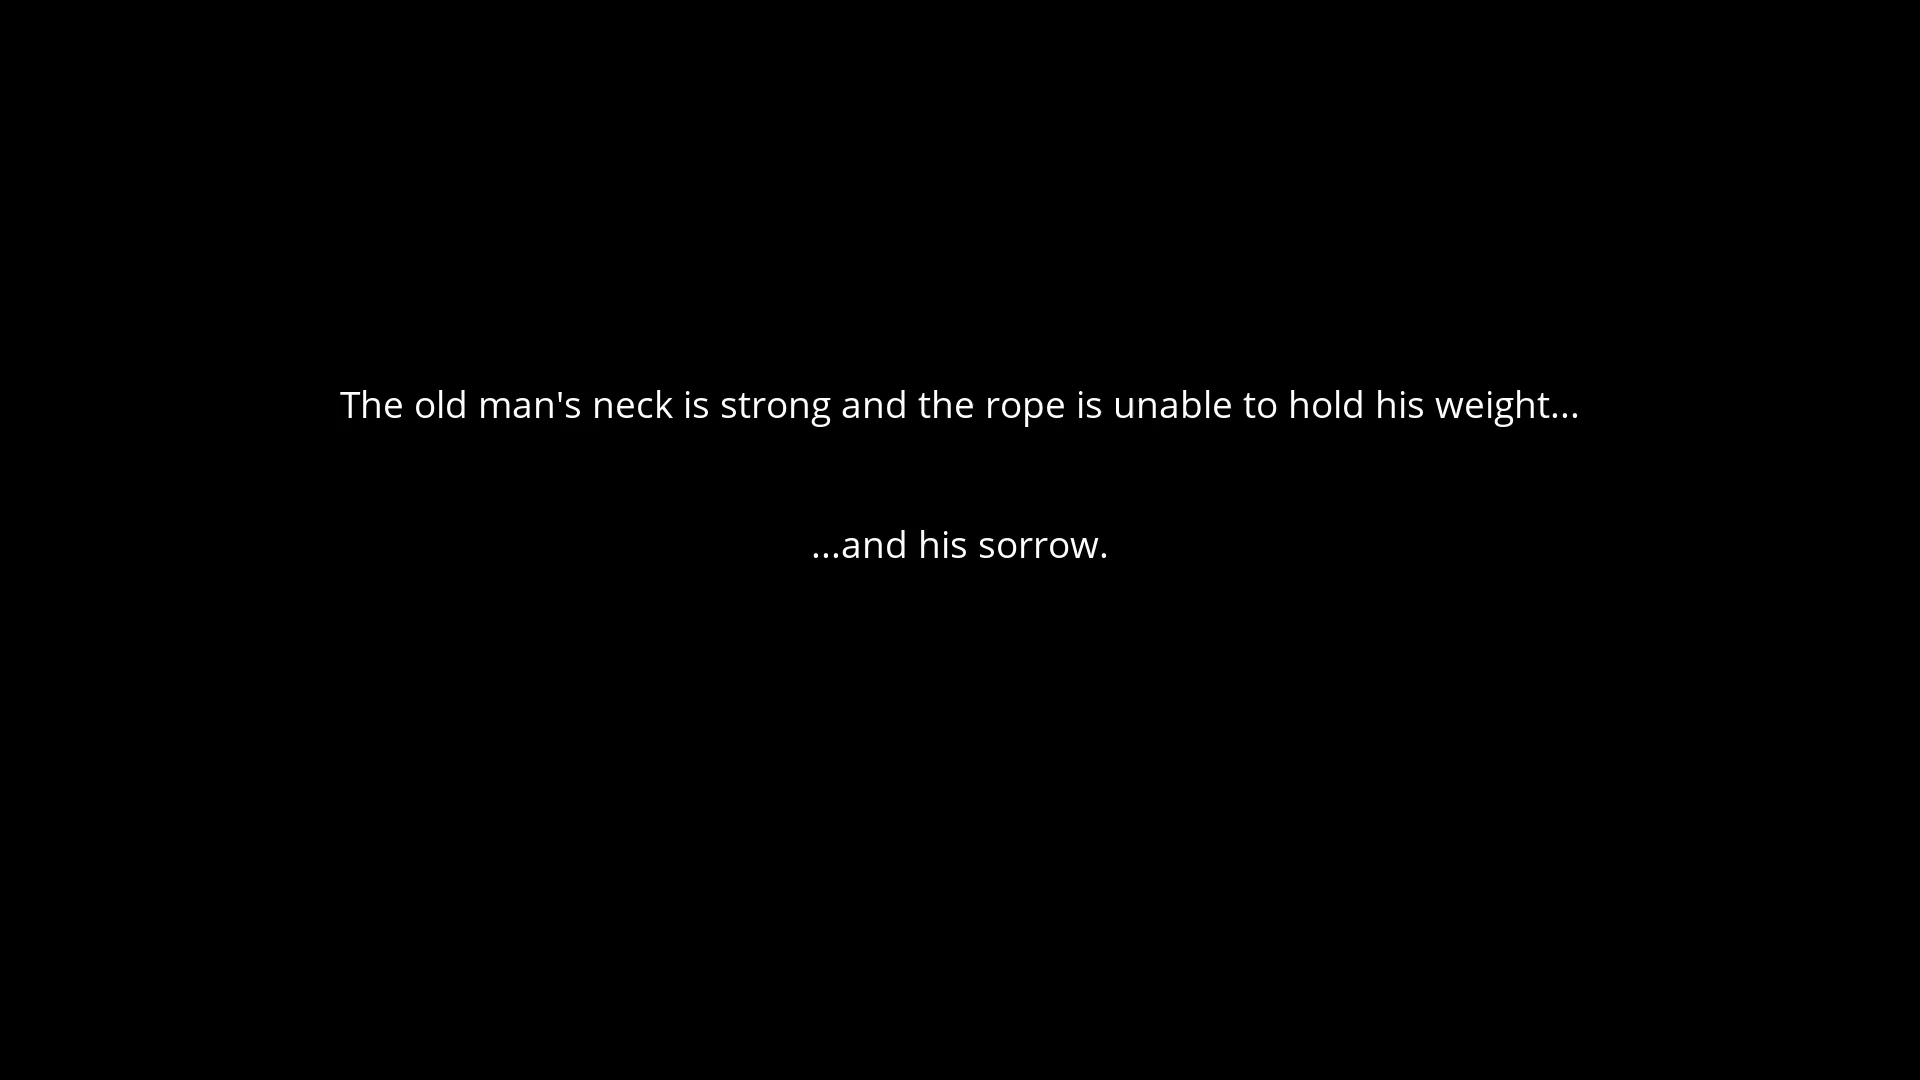 The old man's neck is strong and the rope is unable to hold his weight...
...and his sorrow.